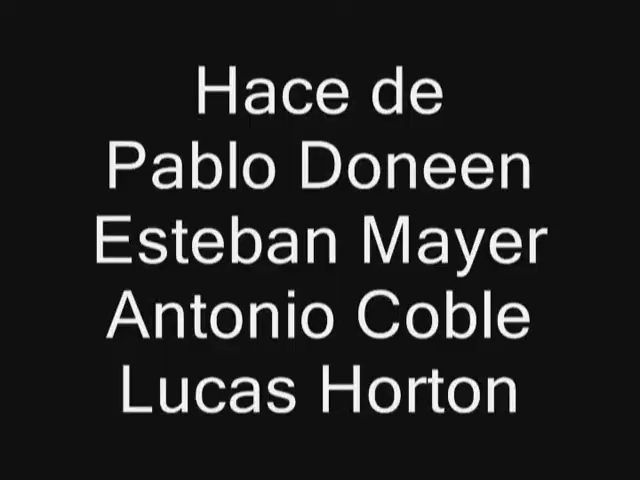 Hace de
Pablo Doneen
Esteban Mayer
Antonio Coble
Lucas Horton